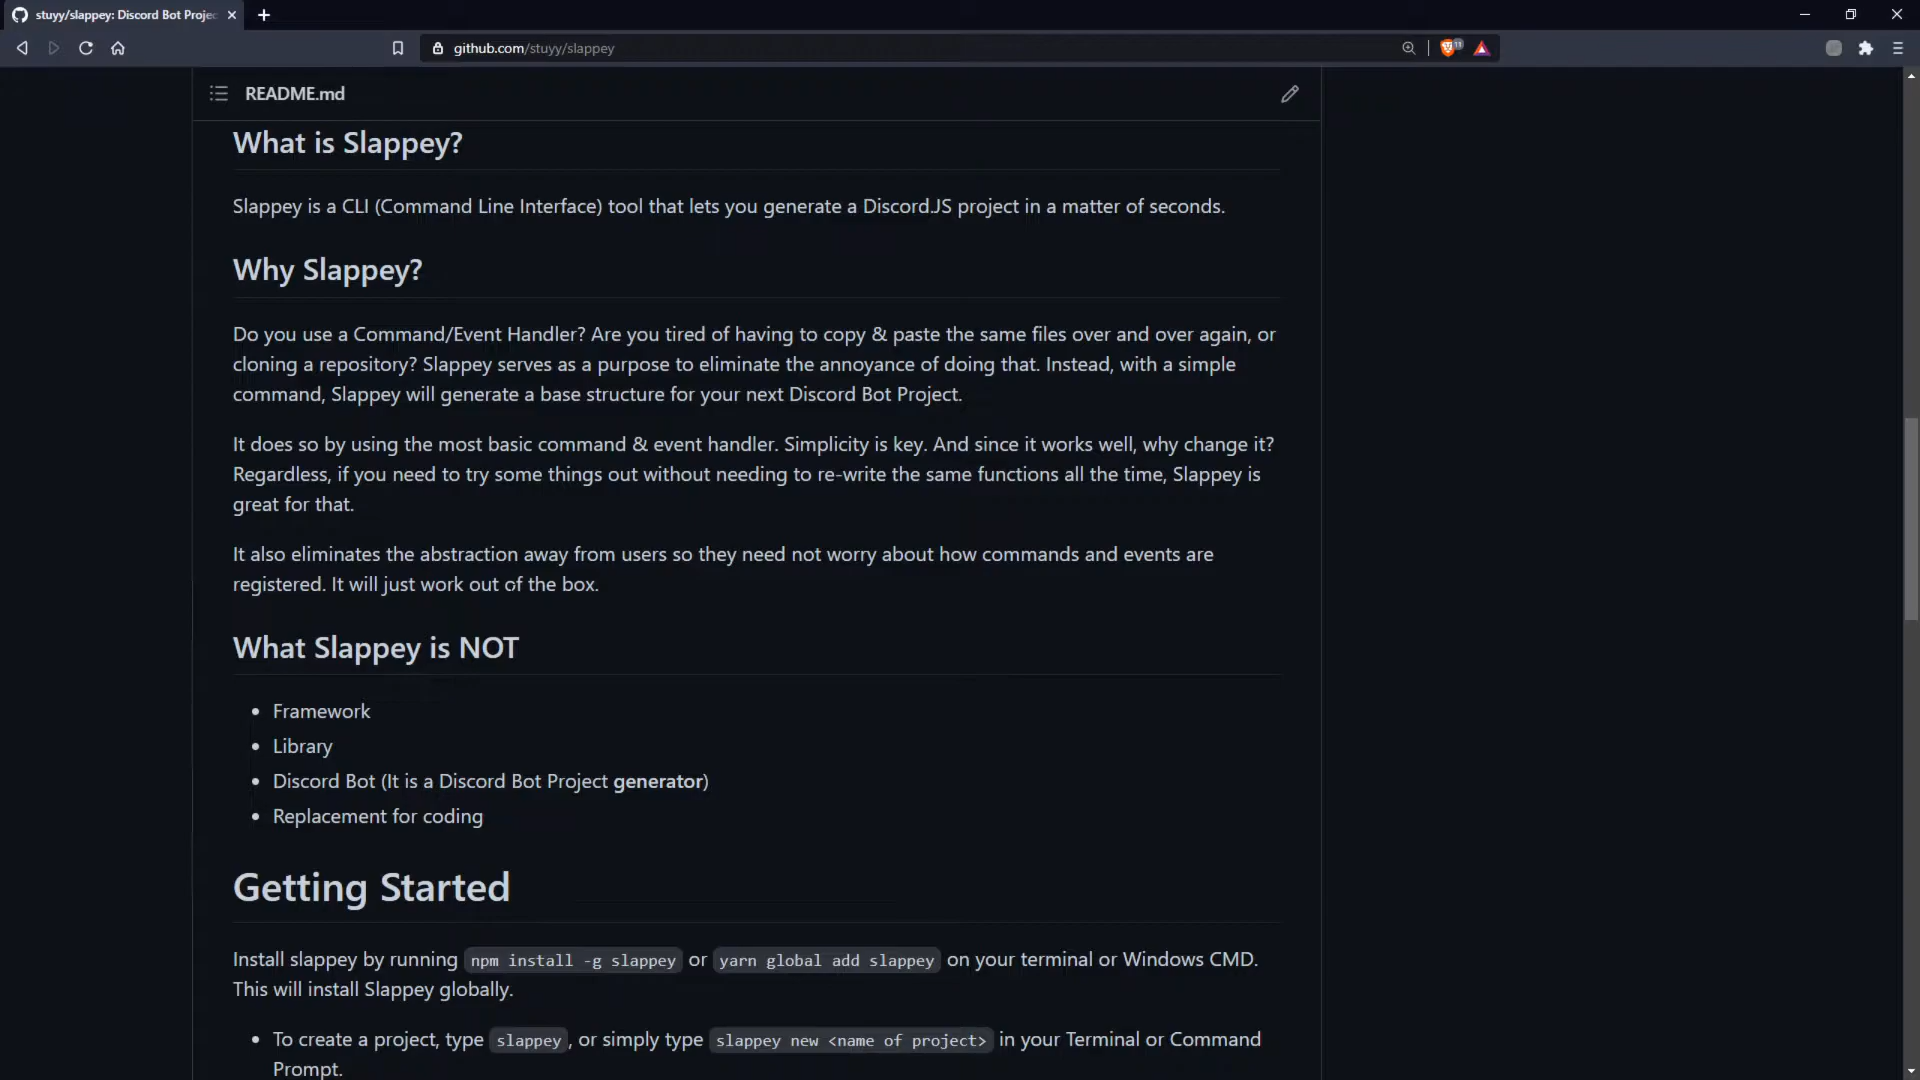 stuyy/slappey: Discord Bot Projec
github.com/stuyy/slappey
11
README.md
What is Slappey?
Slappey is a CLI (Command Line Interface) tool that lets you generate a Discord.JS project in a matter of seconds.
Why Slappey?
Do you use a Command/Event Handler? Are you tired of having to copy & paste the same files over and over again, or
cloning a repository? Slappey serves as a purpose to eliminate the annoyance of doing that. Instead, with a simple
command, Slappey will generate a base structure for your next Discord Bot Project.
It does so by using the most basic command & event handler. Simplicity is key. And since it works well, why change it?
Regardless, if you need to try some things out without needing to re-write the same functions all the time, Slappey is
great for that.
It also eliminates the abstraction away from users so they need not worry about how commands and events are
registered. It will just work out of the box.
What Slappey is NOT
• Framework
• Library
• Discord Bot (It is a Discord Bot Project generator)
• Replacement for coding
Getting Started
Install slappey by running npm install -g slappey or yarn global add slappey on your terminal or Windows CMD.
This will install Slappey globally.
• To create a project, type slappey, or simply type slappey new <name of project> in your Terminal or Command
Prompt.